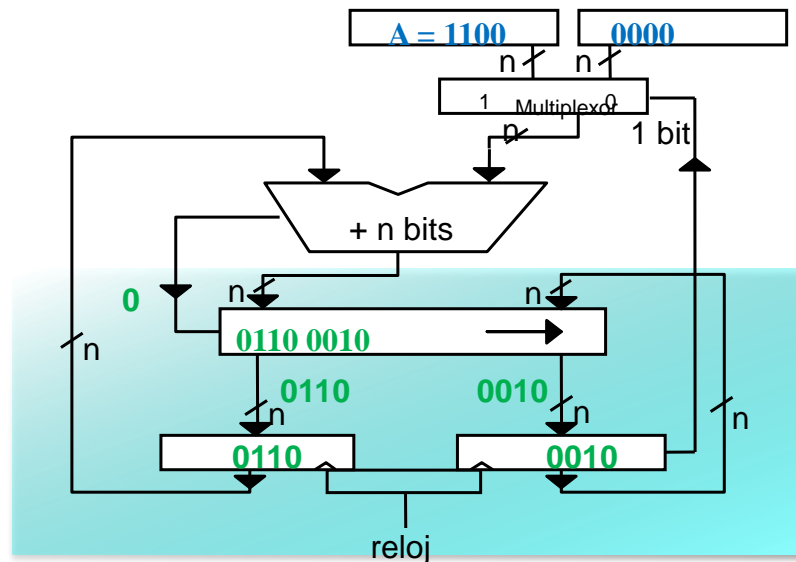 A = 1100
0000
n
n
1
Multiplexor
0
n
1 bit
+ n bits
0
n
n
n
0110 0010
0110
0010
n
n
n
0110
0010
reloj